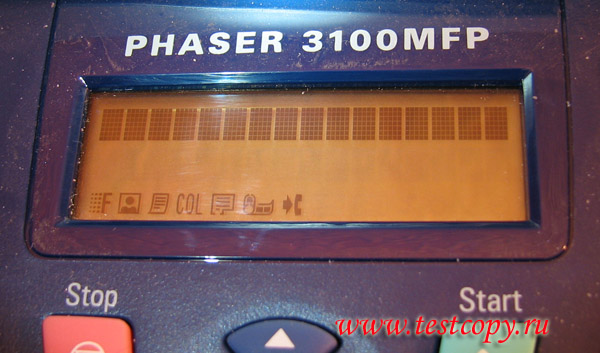 PHASER 3100MFP
F COL
Stop Start
www.testcopy.ru